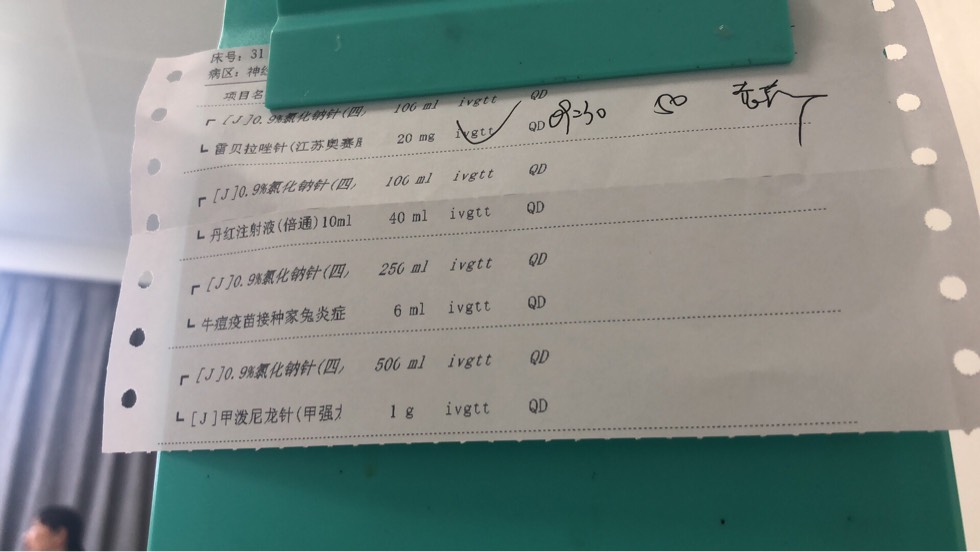 床号: 31
病区: 神经
项目名
┌ [J]0.9%氯化钠针(四, 100 ml ivgtt QD
└ 雷贝拉唑针(江苏奥赛 20 mg ivgtt QD 9:30 50
┌ [J]0.9%氯化钠针(四, 100 ml ivgtt QD
└ 丹红注射液(倍通)10ml 40 ml ivgtt QD
┌ [J]0.9%氯化钠针(四, 250 ml ivgtt QD
└ 牛痘疫苗接种家兔炎症 6 ml ivgtt QD
┌ [J]0.9%氯化钠针(四, 500 ml ivgtt QD
└ [J]甲泼尼龙针(甲强 1 g ivgtt QD